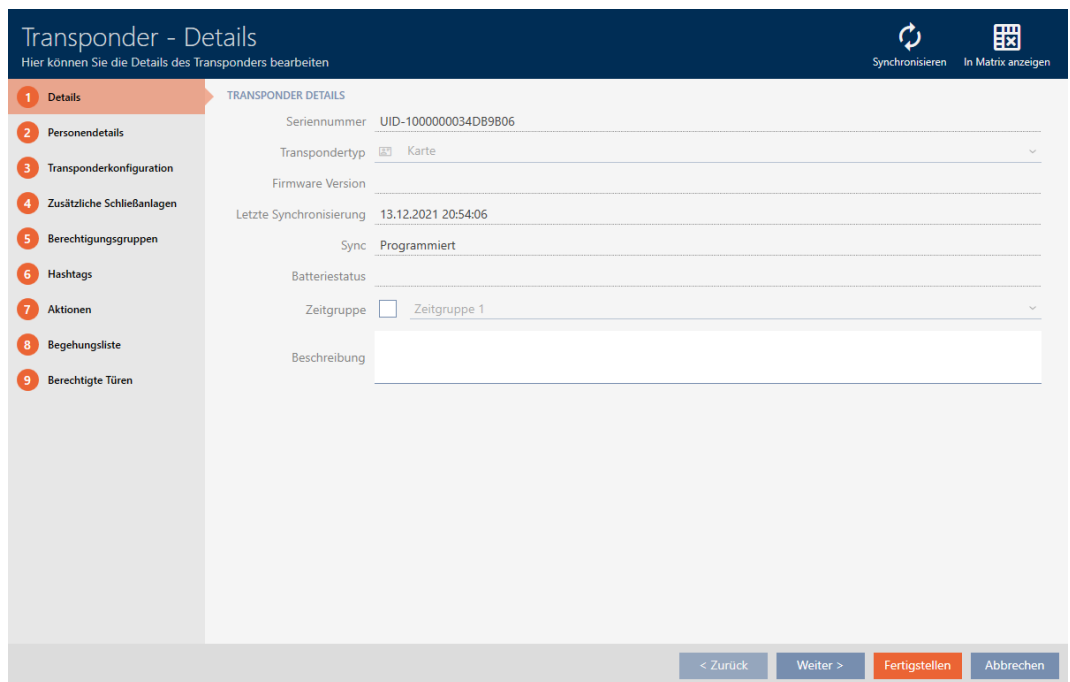 Transponder - Details
Hier können Sie die Details des Transponders bearbeiten
Synchronisieren
In Matrix anzeigen
1 Details
2 Personendetails
3 Transponderkonfiguration
4 Zusätzliche Schließanlagen
5 Berechtigungsgruppen
6 Hashtags
7 Aktionen
8 Begehungsliste
9 Berechtigte Türen
TRANSPONDER DETAILS
Seriennummer UID-1000000034DB9B06
Transpondertyp Karte
Firmware Version
Letzte Synchronisierung 13.12.2021 20:54:06
Sync Programmiert
Batteriestatus
Zeitgruppe Zeitgruppe 1
Beschreibung
< Zurück Weiter > Fertigstellen Abbrechen